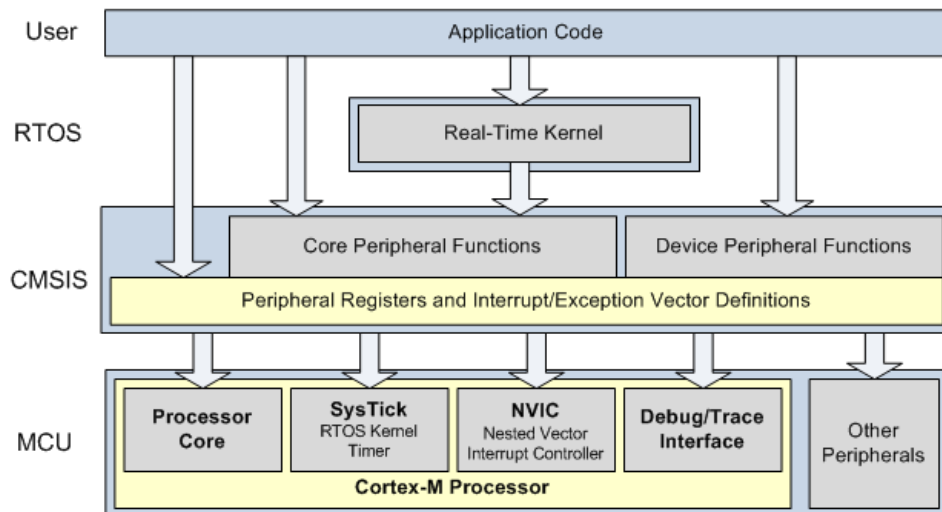 User
Application Code
RTOS
Real-Time Kernel
CMSIS
Core Peripheral Functions
Device Peripheral Functions
Peripheral Registers and Interrupt/Exception Vector Definitions
MCU
Processor
Core
SysTick
RTOS Kernel
Timer
NVIC
Nested Vector
Interrupt Controller
Debug/Trace
Interface
Other
Peripherals
Cortex-M Processor